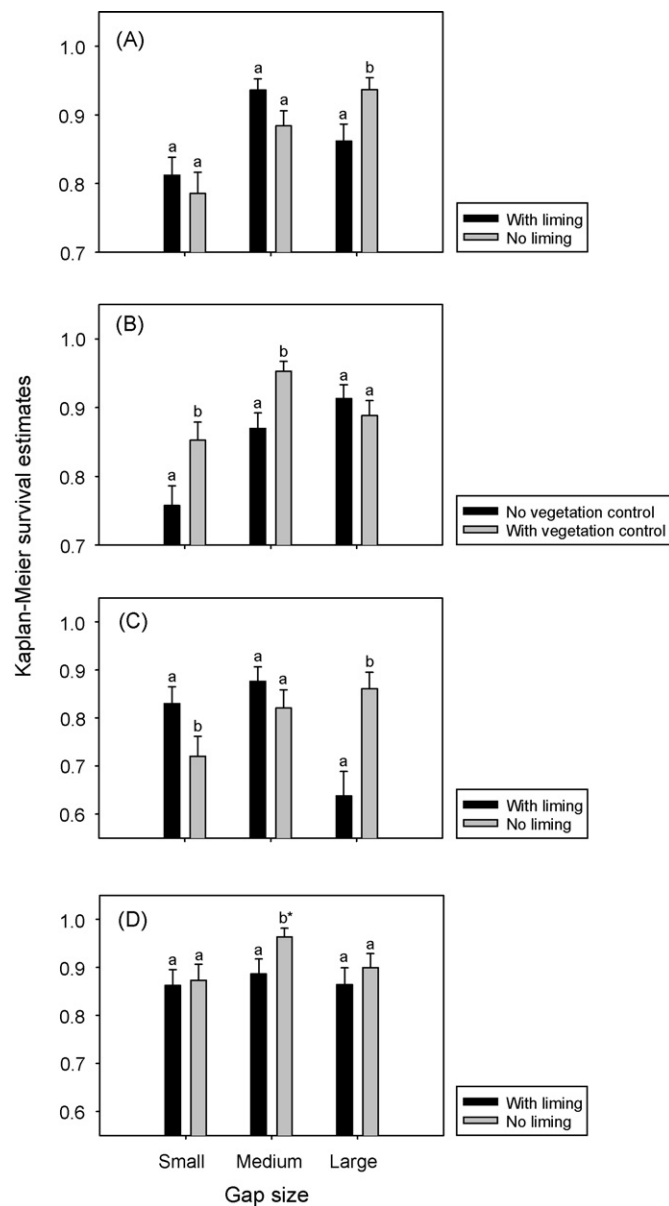 Kaplan-Meier survival estimates
(A)
1.0
0.9
0.8
0.7
a
a
a
a
a
b
With liming
No liming
(B)
1.0
0.9
0.8
0.7
a
b
a
b
a
a
No vegetation control
With vegetation control
(C)
1.0
0.9
0.8
0.7
0.6
a
b
a
a
a
b
With liming
No liming
(D)
1.0
0.9
0.8
0.7
0.6
a
a
a
b*
a
a
With liming
No liming
Small Medium Large
Gap size